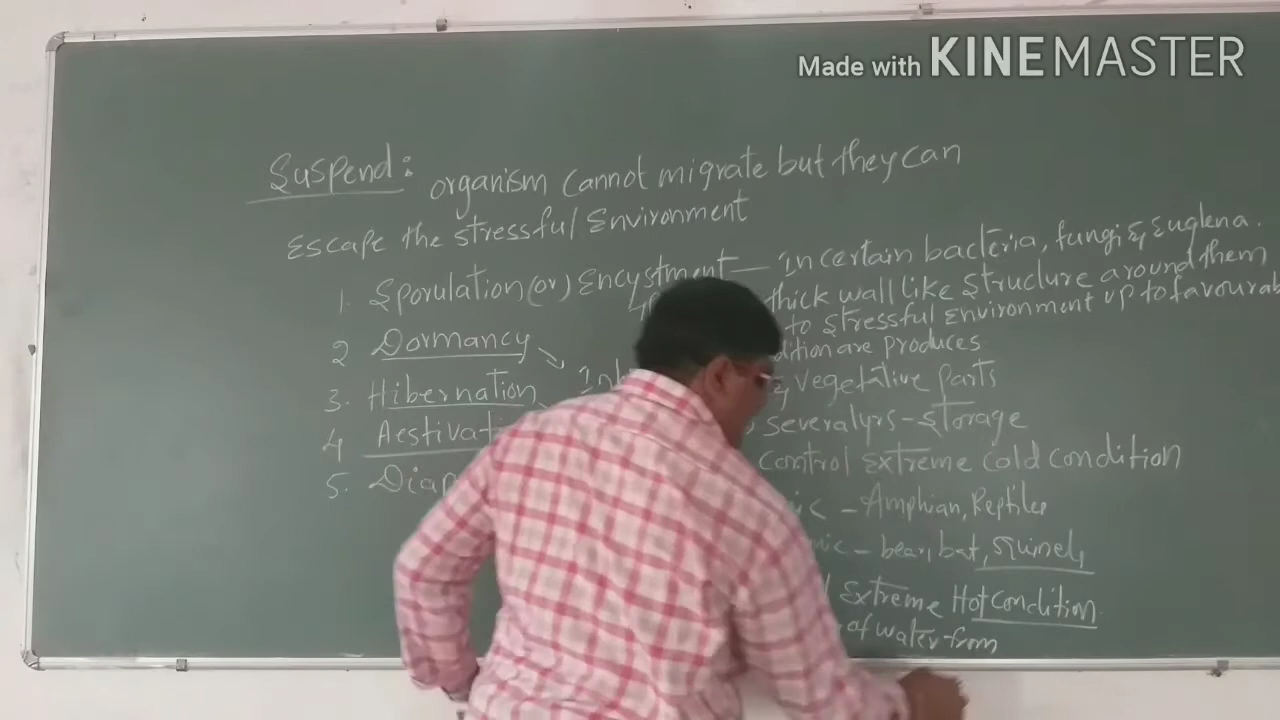 Made with KINEMASTER
Suspend: organism cannot migrate but they can
Escape the stressful Environment
1. Sporulation (or) Encystment — In certain bacteria, fungi & Euglena.
thick wall like structure around them
to stressful Environment up to favourab
2 Dormancy
dition are produces
3. Hibernation
& vegetative parts
4 Aestivati
several yrs - storage
5. Diap
control extreme cold condition
ic - Amphian, Reptiles
mic - bear, bat, squirrel,
Extreme Hot condition
of water from